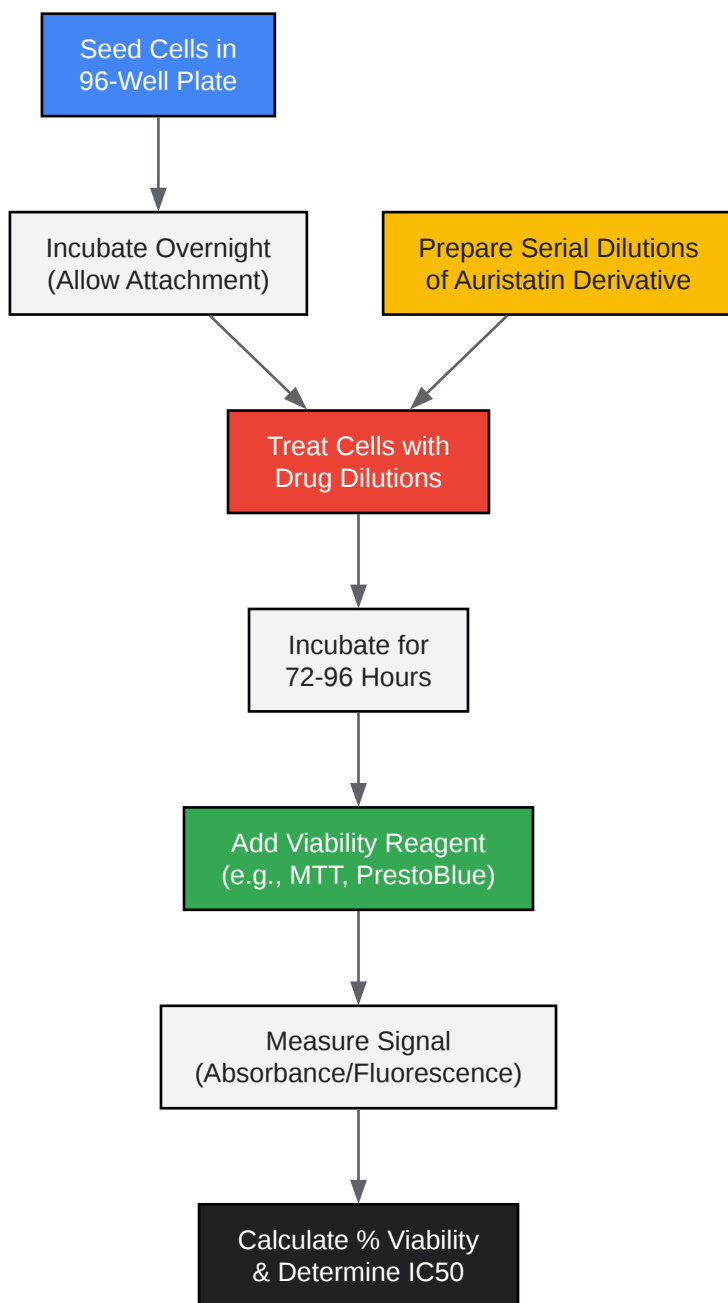 Seed Cells in
96-Well Plate
Incubate Overnight
(Allow Attachment)
Prepare Serial Dilutions
of Auristatin Derivative
Treat Cells with
Drug Dilutions
Incubate for
72-96 Hours
Add Viability Reagent
(e.g., MTT, PrestoBlue)
Measure Signal
(Absorbance/Fluorescence)
Calculate % Viability
& Determine IC50